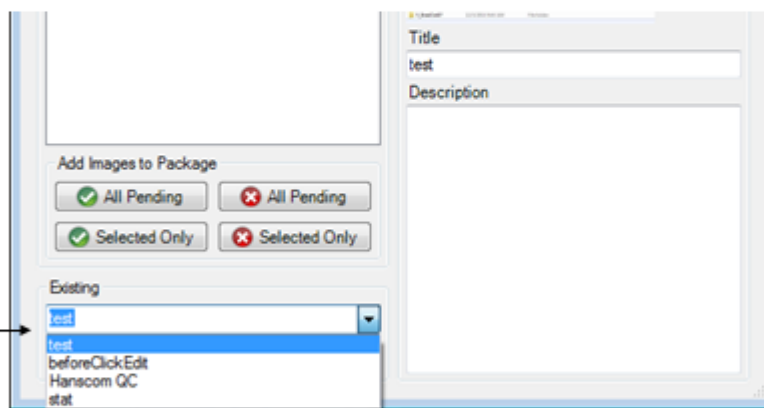 Title
test
Description
Add Images to Package
All Pending
All Pending
Selected Only
Selected Only
Existing
test
test
beforeClickEdit
Hanscom QC
stat